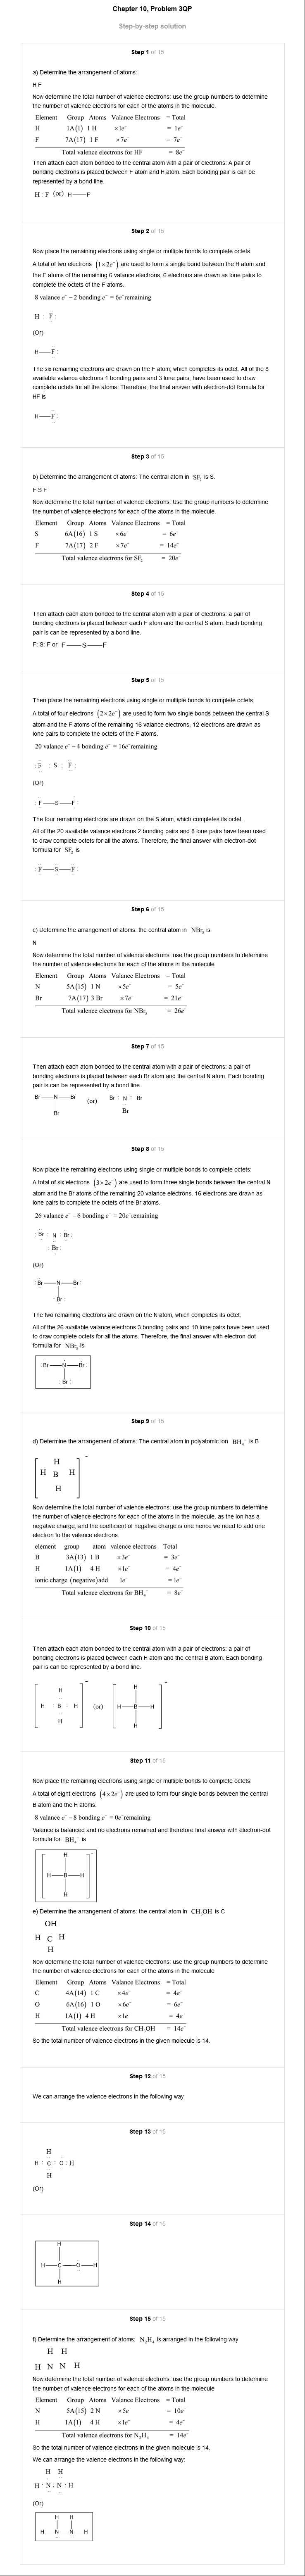 Chapter 10, Problem 3QP
Step-by-step solution
Step 1 of 15
a) Determine the arrangement of atoms:
H F
Now determine the total number of valence electrons: use the group numbers to determine
the number of valence electrons for each of the atoms in the molecule.
Element Group Atoms Valance Electrons = Total
H 1A(1) 1 H ×1e⁻ = 1e⁻
F 7A(17) 1 F ×7e⁻ = 7e⁻
Total valence electrons for HF = 8e⁻
Then attach each atom bonded to the central atom with a pair of electrons: A pair of
bonding electrons is placed between F atom and H atom. Each bonding pair is can be
represented by a bond line.
H : F (or) H—F
Step 2 of 15
Now place the remaining electrons using single or multiple bonds to complete octets.
A total of two electrons (1×2e⁻) are used to form a single bond between the H atom and
the F atoms of the remaining 6 valance electrons, 6 electrons are drawn as lone pairs to
complete the octets of the F atoms.
8 valance e⁻ − 2 bonding e⁻ = 6e⁻ remaining
H : F :
(Or)
H—F :
The six remaining electrons are drawn on the F atom, which completes its octet. All of the 8
available valance electrons 1 bonding pairs and 3 lone pairs, have been used to draw
complete octets for all the atoms. Therefore, the final answer with electron-dot formula for
HF is
H—F :
Step 3 of 15
b) Determine the arrangement of atoms: The central atom in SF₂ is S.
F S F
Now determine the total number of valence electrons: Use the group numbers to determine
the number of valence electrons for each of the atoms in the molecule.
Element Group Atoms Valance Electrons = Total
S 6A(16) 1 S ×6e⁻ = 6e⁻
F 7A(17) 2 F ×7e⁻ = 14e⁻
Total valence electrons for SF₂ = 20e⁻
Step 4 of 15
Then attach each atom bonded to the central atom with a pair of electrons: a pair of
bonding electrons is placed between each F atom and the central S atom. Each bonding
pair is can be represented by a bond line.
F: S: F or F—S—F
Step 5 of 15
Then place the remaining electrons using single or multiple bonds to complete octets:
A total of four electrons (2×2e⁻) are used to form two single bonds between the central S
atom and the F atoms of the remaining 16 valance electrons, 12 electrons are drawn as
lone pairs to complete the octets of the F atoms.
20 valance e⁻ − 4 bonding e⁻ = 16e⁻ remaining
: F : S : F :
(Or)
: F—S—F :
The four remaining electrons are drawn on the S atom, which completes its octet.
All of the 20 available valance electrons 2 bonding pairs and 8 lone pairs have been used
to draw complete octets for all the atoms. Therefore, the final answer with electron-dot
formula for SF₂ is
: F—S—F :
Step 6 of 15
c) Determine the arrangement of atoms: the central atom in NBr₃ is
N
Now determine the total number of valence electrons: use the group numbers to determine
the number of valence electrons for each of the atoms in the molecule
Element Group Atoms Valance Electrons = Total
N 5A(15) 1 N ×5e⁻ = 5e⁻
Br 7A(17) 3 Br ×7e⁻ = 21e⁻
Total valence electrons for NBr₃ = 26e⁻
Step 7 of 15
Then attach each atom bonded to the central atom with a pair of electrons: a pair of
bonding electrons is placed between each Br atom and the central N atom. Each bonding
pair is can be represented by a bond line.
Br—N—Br (or) Br : N : Br
Br Br
Step 8 of 15
Now place the remaining electrons using single or multiple bonds to complete octets:
A total of six electrons (3×2e⁻) are used to form three single bonds between the central N
atom and the Br atoms of the remaining 20 valance electrons, 16 electrons are drawn as
lone pairs to complete the octets of the Br atoms.
26 valance e⁻ − 6 bonding e⁻ = 20e⁻ remaining
: Br : N : Br :
: Br :
(Or)
: Br—N—Br :
: Br :
The two remaining electrons are drawn on the N atom, which completes its octet.
All of the 26 available valance electrons 3 bonding pairs and 10 lone pairs have been used
to draw complete octets for all the atoms. Therefore, the final answer with electron-dot
formula for NBr₃ is
: Br—N—Br :
: Br :
Step 9 of 15
d) Determine the arrangement of atoms: The central atom in polyatomic ion BH₄⁻ is B
H
H B H
H
Now determine the total number of valence electrons: use the group numbers to determine
the number of valence electrons for each of the atoms in the molecule, as the ion has a
negative charge, and the coefficient of negative charge is one hence we need to add one
electron to the valence electrons.
element group atom valence electrons Total
B 3A(13) 1 B ×3e⁻ = 3e⁻
H 1A(1) 4 H ×1e⁻ = 4e⁻
ionic charge (negative)add 1e⁻ = 1e⁻
Total valence electrons for BH₄⁻ = 8e⁻
Step 10 of 15
Then attach each atom bonded to the central atom with a pair of electrons: a pair of
bonding electrons is placed between each H atom and the central B atom. Each bonding
pair is can be represented by a bond line.
H H
H : B : H (or) H—B—H
H H
Step 11 of 15
Now place the remaining electrons using single or multiple bonds to complete octets:
A total of eight electrons (4×2e⁻) are used to form four single bonds between the central
B atom and the H atoms.
8 valance e⁻ − 8 bonding e⁻ = 0e⁻ remaining
Valence is balanced and no electrons remained and therefore final answer with electron-dot
formula for BH₄⁻ is
H
H—B—H
H
e) Determine the arrangement of atoms: the central atom in CH₃OH is C
OH
H C H
H
Now determine the total number of valence electrons: use the group numbers to determine
the number of valence electrons for each of the atoms in the molecule
Element Group Atoms Valance Electrons = Total
C 4A(14) 1 C ×4e⁻ = 4e⁻
O 6A(16) 1 O ×6e⁻ = 6e⁻
H 1A(1) 4 H ×1e⁻ = 4e⁻
Total valence electrons for CH₃OH = 14e⁻
So the total number of valence electrons in the given molecule is 14.
Step 12 of 15
We can arrange the valence electrons in the following way
Step 13 of 15
H
H : C : O : H
H
(Or)
Step 14 of 15
H
H—C—O—H
H
Step 15 of 15
f) Determine the arrangement of atoms: N₂H₄ is arranged in the following way
H H
H N N H
Now determine the total number of valence electrons: use the group numbers to determine
the number of valence electrons for each of the atoms in the molecule
Element Group Atoms Valance Electrons = Total
N 5A(15) 2 N ×5e⁻ = 10e⁻
H 1A(1) 4 H ×1e⁻ = 4e⁻
Total valence electrons for N₂H₄ = 14e⁻
So the total number of valence electrons in the given molecule is 14.
We can arrange the valence electrons in the following way:
H H
H : N : N : H
(Or)
H H
H—N—N—H